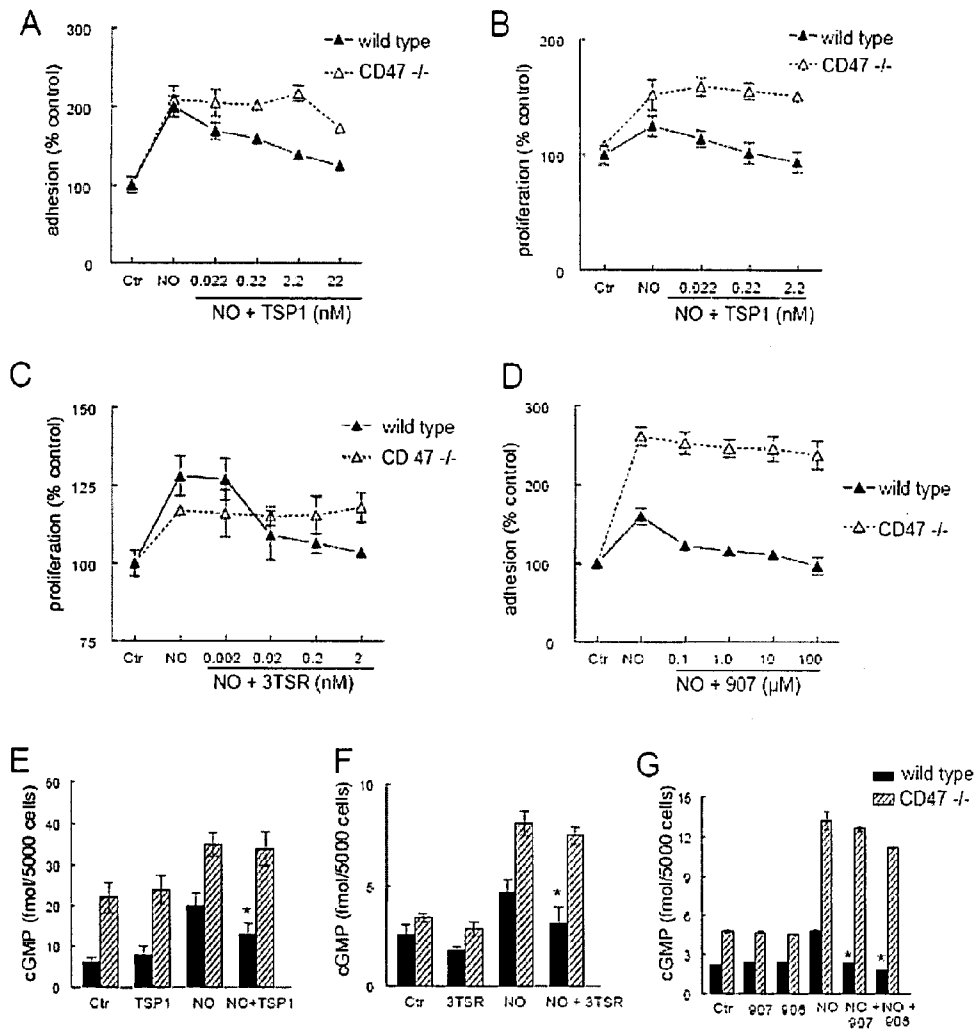 A
wild type
CD47 -/-
adhesion (% control)
300
200
100
0
Ctr NO 0.022 0.22 2.2 22
NO + TSP1 (nM)
B
wild type
CD47 -/-
proliferation (% control)
200
100
0
Ctr NO 0.022 0.22 2.2
NO + TSP1 (nM)
C
wild type
CD 47 -/-
proliferation (% control)
150
125
100
75
Ctr NO 0.002 0.02 0.2 2
NO + 3TSR (nM)
D
wild type
CD47 -/-
adhesion (% control)
300
200
100
0
Ctr NO 0.1 1.0 10 100
NO + 907 (µM)
E
cGMP (fmol/5000 cells)
60
50
40
30
20
10
0
*
Ctr TSP1 NO NO+TSP1
F
cGMP (fmol/5000 cells)
10
5
0
*
Ctr 3TSR NO NO + 3TSR
G
wild type
CD47 -/-
cGMP (fmol/5000 cells)
15
12
9
6
3
0
* *
Ctr 907 906 NO NO + NO +
907 906